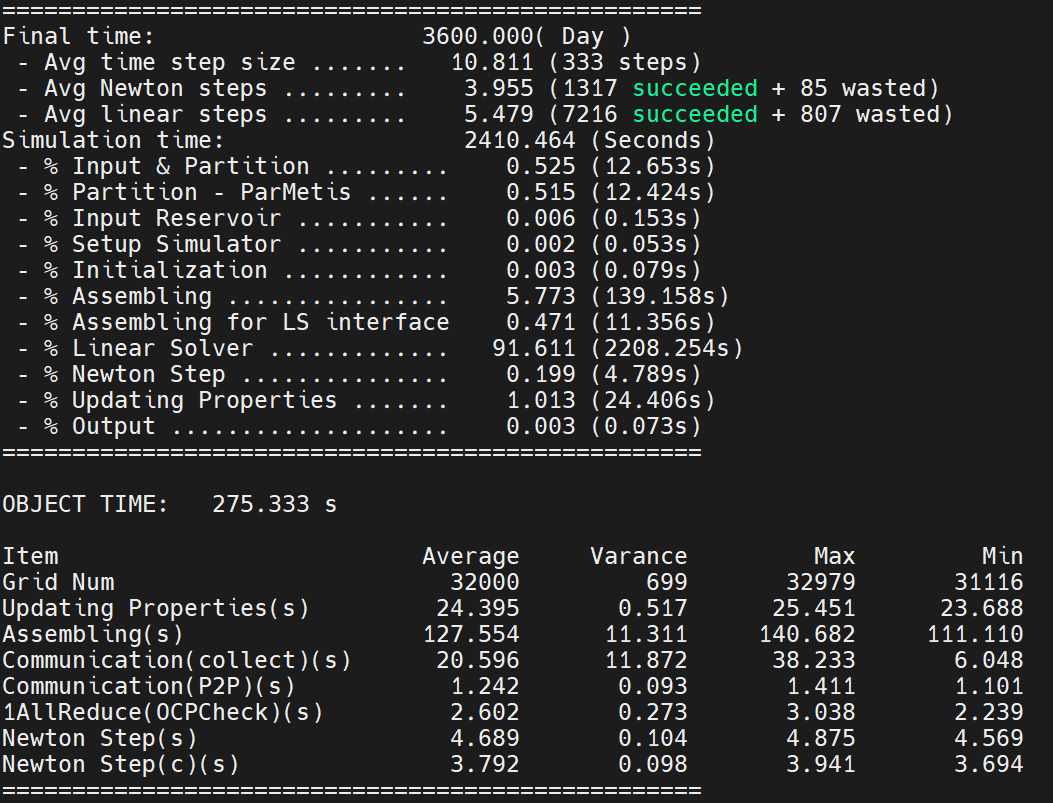 ==================================================
Final time:                   3600.000( Day )
 - Avg time step size .......   10.811 (333 steps)
 - Avg Newton steps .........    3.955 (1317 succeeded + 85 wasted)
 - Avg linear steps .........    5.479 (7216 succeeded + 807 wasted)
Simulation time:                 2410.464 (Seconds)
 - % Input & Partition .........    0.525 (12.653s)
 - % Partition - ParMetis ......    0.515 (12.424s)
 - % Input Reservoir ...........    0.006 (0.153s)
 - % Setup Simulator ...........    0.002 (0.053s)
 - % Initialization ............    0.003 (0.079s)
 - % Assembling ................    5.773 (139.158s)
 - % Assembling for LS interface    0.471 (11.356s)
 - % Linear Solver .............   91.611 (2208.254s)
 - % Newton Step ...............    0.199 (4.789s)
 - % Updating Properties .......    1.013 (24.406s)
 - % Output ....................    0.003 (0.073s)
==================================================
OBJECT TIME:   275.333 s
Item                          Average     Varance         Max         Min
Grid Num                        32000         699       32979       31116
Updating Properties(s)         24.395       0.517      25.451      23.688
Assembling(s)                 127.554      11.311     140.682     111.110
Communication(collect)(s)      20.596      11.872      38.233       6.048
Communication(P2P)(s)           1.242       0.093       1.411       1.101
1AllReduce(OCPCheck)(s)         2.602       0.273       3.038       2.239
Newton Step(s)                  4.689       0.104       4.875       4.569
Newton Step(c)(s)               3.792       0.098       3.941       3.694
==================================================